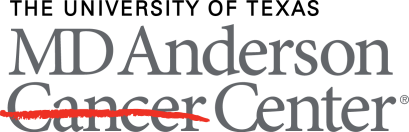 THE UNIVERSITY OF TEXAS
MD Anderson
Cancer Center®